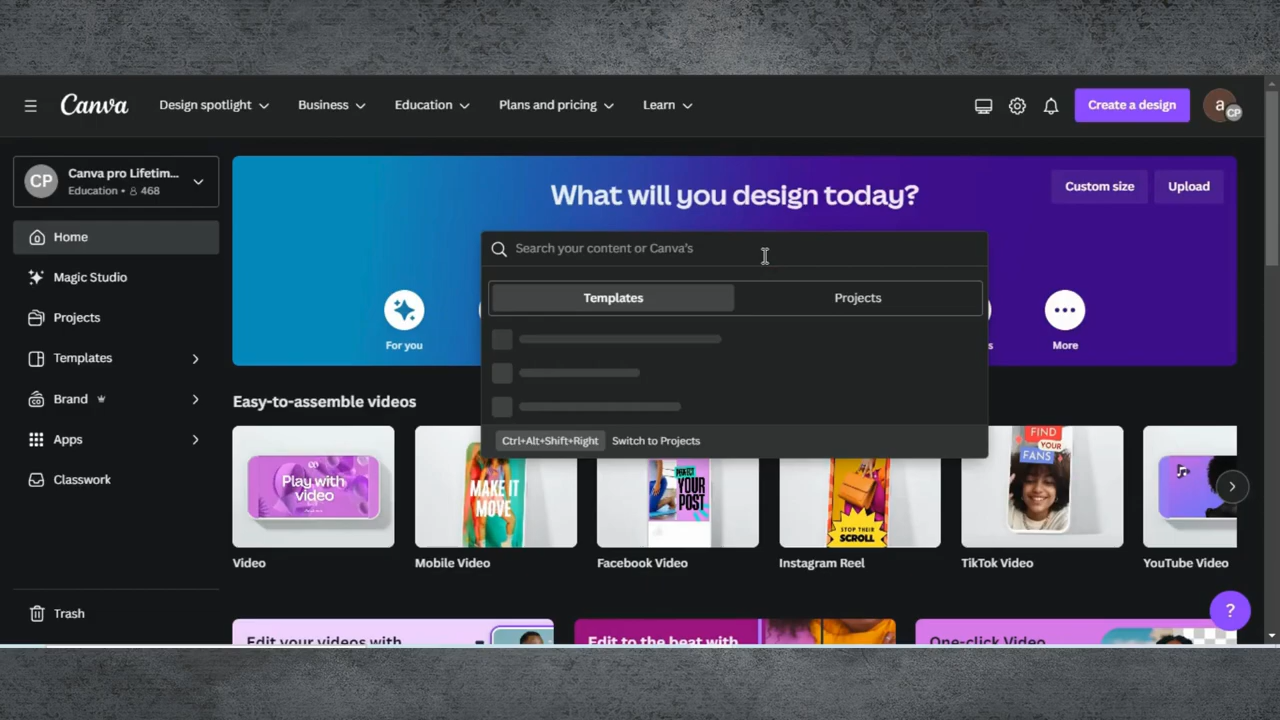 Canva
Design spotlight
Business
Education
Plans and pricing
Learn
Create a design
a
CP
CP
Canva pro Lifetim...
Education • 468
Home
Magic Studio
Projects
Templates
Brand
Apps
Classwork
Trash
What will you design today?
Custom size
Upload
Search your content or Canva's
Templates
Projects
Ctrl+Alt+Shift+Right
Switch to Projects
For you
s
More
Easy-to-assemble videos
Play with
video
MAKE IT
MOVE
PERFECT
YOUR
POST
STOP THEIR
SCROLL
FIND
YOUR
FANS
Video
Mobile Video
Facebook Video
Instagram Reel
TikTok Video
YouTube Video
Edit your videos with
Edit to the beat with
One-click Video
?